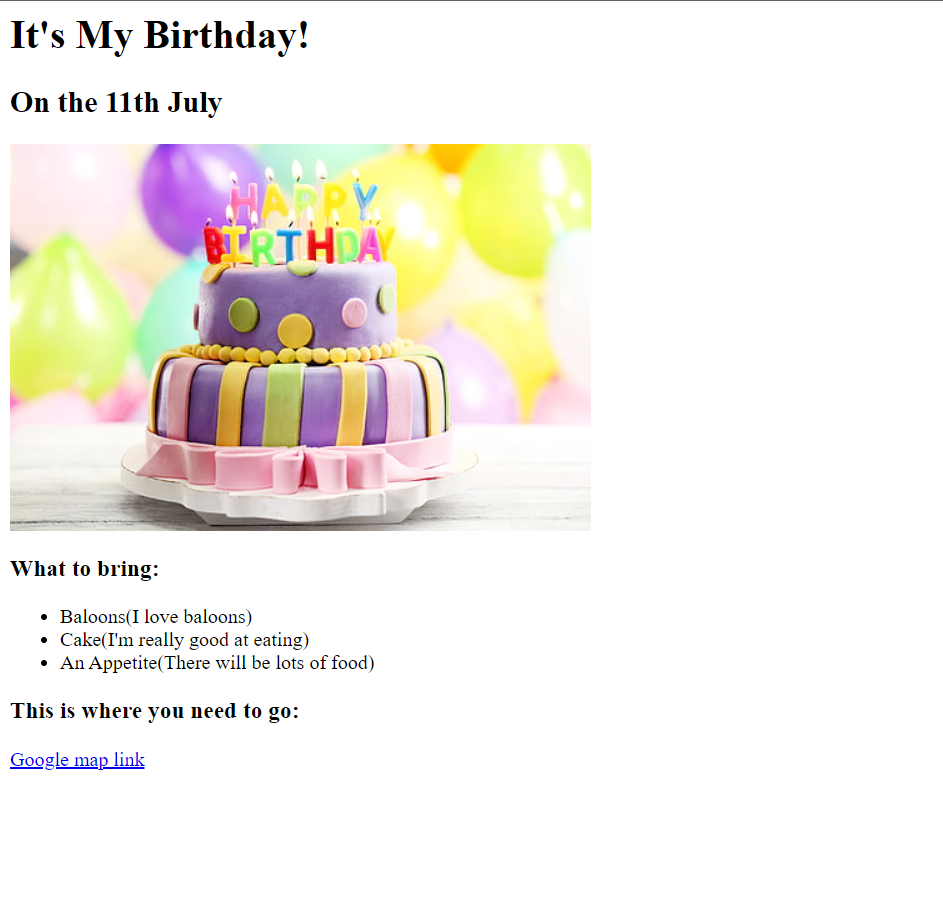 It's My Birthday!
On the 11th July
HAPPY
BIRTHDAY
What to bring:
Baloons(I love baloons)
Cake(I'm really good at eating)
An Appetite(There will be lots of food)
This is where you need to go:
Google map link